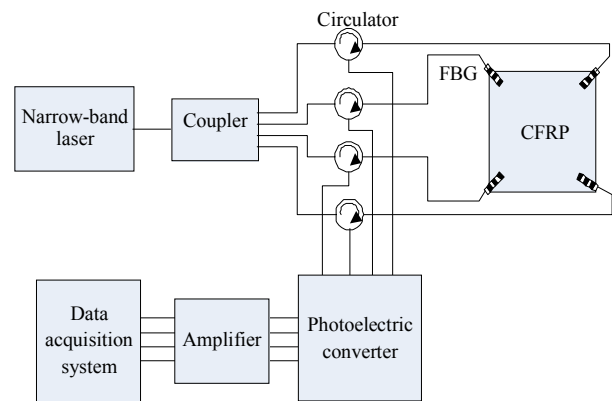 Circulator
FBG
Narrow-band
laser
Coupler
CFRP
Data
acquisition
system
Amplifier
Photoelectric
converter